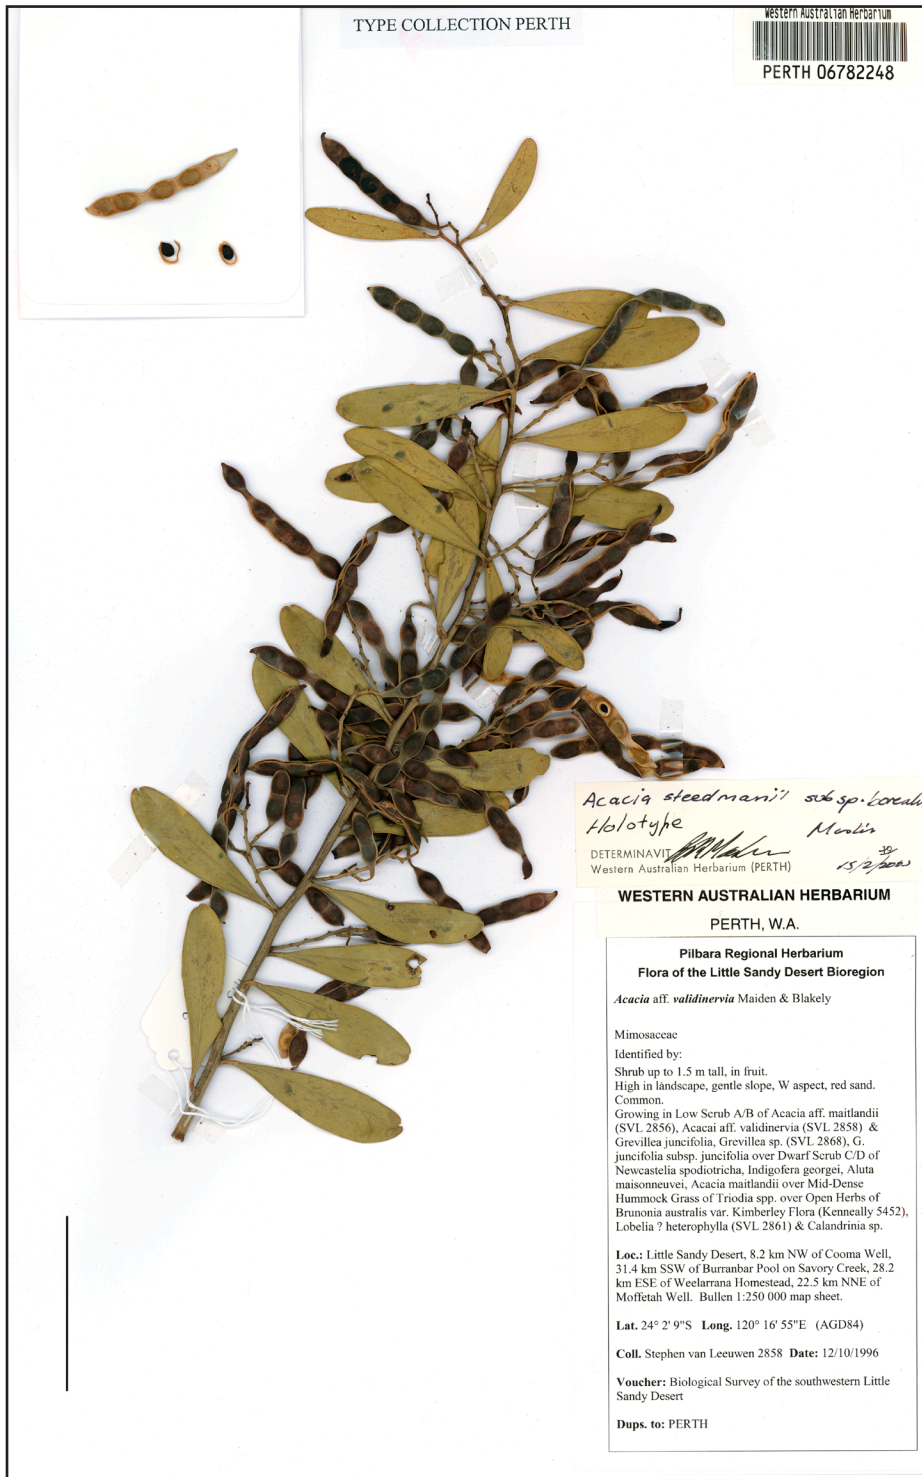 TYPE COLLECTION PERTH
Western Australian Herbarium
PERTH 06782248
Acacia steedmanii subsp. borealis
Holotype Maslin
DETERMINAVIT
Western Australian Herbarium (PERTH)
15/2/2000
WESTERN AUSTRALIAN HERBARIUM
PERTH, W.A.
Pilbara Regional Herbarium
Flora of the Little Sandy Desert Bioregion
Acacia aff. validinervia Maiden & Blakely
Mimosaceae
Identified by:
Shrub up to 1.5 m tall, in fruit.
High in landscape, gentle slope, W aspect, red sand.
Common.
Growing in Low Scrub A/B of Acacia aff. maitlandii
(SVL 2856), Acacai aff. validinervia (SVL 2858) &
Grevillea juncifolia, Grevillea sp. (SVL 2868), G.
juncifolia subsp. juncifolia over Dwarf Scrub C/D of
Newcastelia spodiotricha, Indigofera georgei, Aluta
maisonneuvei, Acacia maitlandii over Mid-Dense
Hummock Grass of Triodia spp. over Open Herbs of
Brunonia australis var. Kimberley Flora (Kenneally 5452),
Lobelia ? heterophylla (SVL 2861) & Calandrinia sp.
Loc.: Little Sandy Desert, 8.2 km NW of Cooma Well,
31.4 km SSW of Burranbar Pool on Savory Creek, 28.2
km ESE of Weelarrana Homestead, 22.5 km NNE of
Moffetah Well. Bullen 1:250 000 map sheet.
Lat. 24° 2' 9"S Long. 120° 16' 55"E (AGD84)
Coll. Stephen van Leeuwen 2858 Date: 12/10/1996
Voucher: Biological Survey of the southwestern Little
Sandy Desert
Dups. to: PERTH